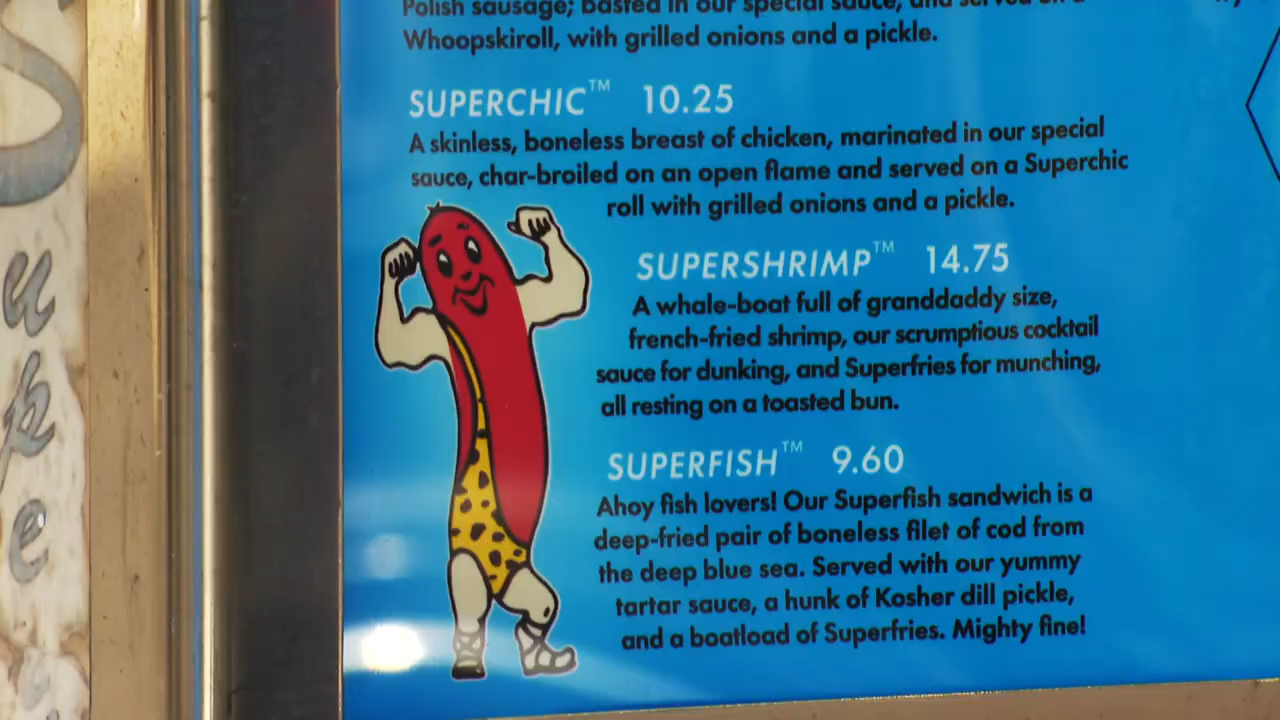 Polish sausage; basted in our special sauce, and served on a
Whoopskiroll, with grilled onions and a pickle.
SUPERCHIC™ 10.25
A skinless, boneless breast of chicken, marinated in our special
sauce, char-broiled on an open flame and served on a Superchic
roll with grilled onions and a pickle.
SUPERSHRIMP™ 14.75
A whale-boat full of granddaddy size,
french-fried shrimp, our scrumptious cocktail
sauce for dunking, and Superfries for munching,
all resting on a toasted bun.
SUPERFISH™ 9.60
Ahoy fish lovers! Our Superfish sandwich is a
deep-fried pair of boneless filet of cod from
the deep blue sea. Served with our yummy
tartar sauce, a hunk of Kosher dill pickle,
and a boatload of Superfries. Mighty fine!
S
u
p
e